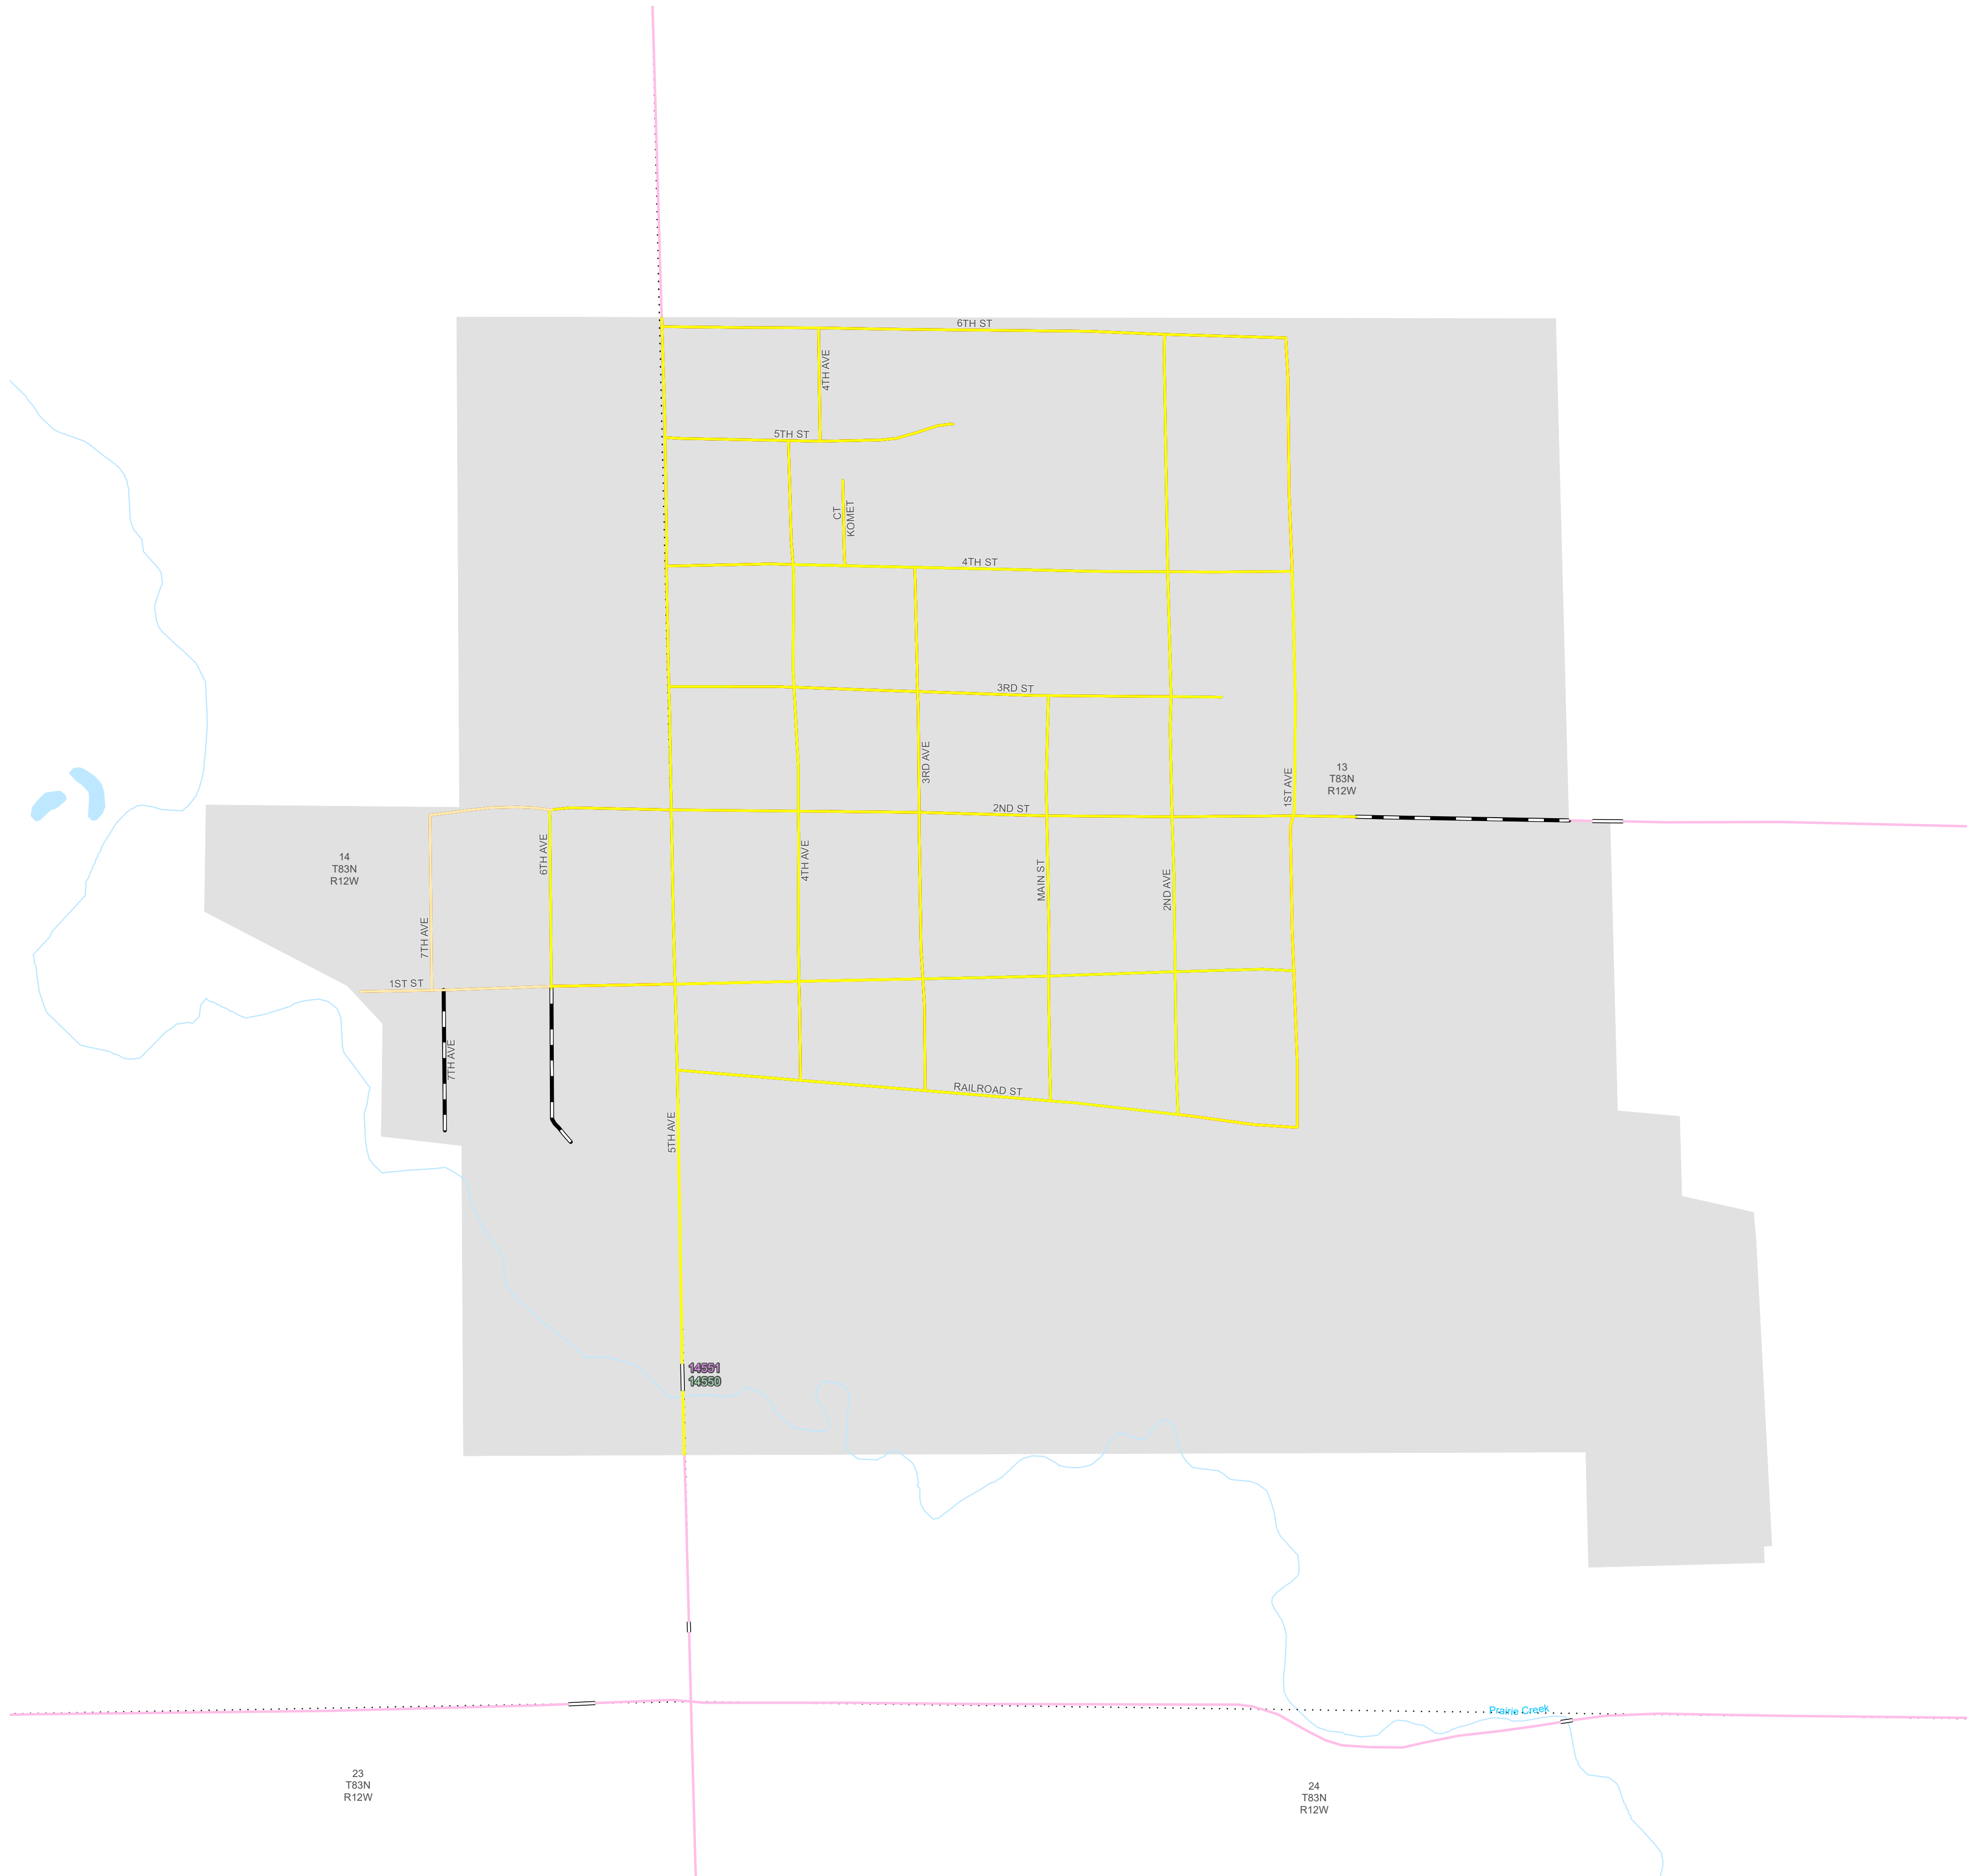 6TH ST
4TH AVE
5TH ST
CT
KOMET
4TH ST
3RD ST
3RD AVE
1ST AVE
13
T83N
R12W
2ND ST
6TH AVE
4TH AVE
MAIN ST
2ND AVE
14
T83N
R12W
7TH AVE
1ST ST
7TH AVE
RAILROAD ST
5TH AVE
14551
14550
Prairie Creek
23
T83N
R12W
24
T83N
R12W